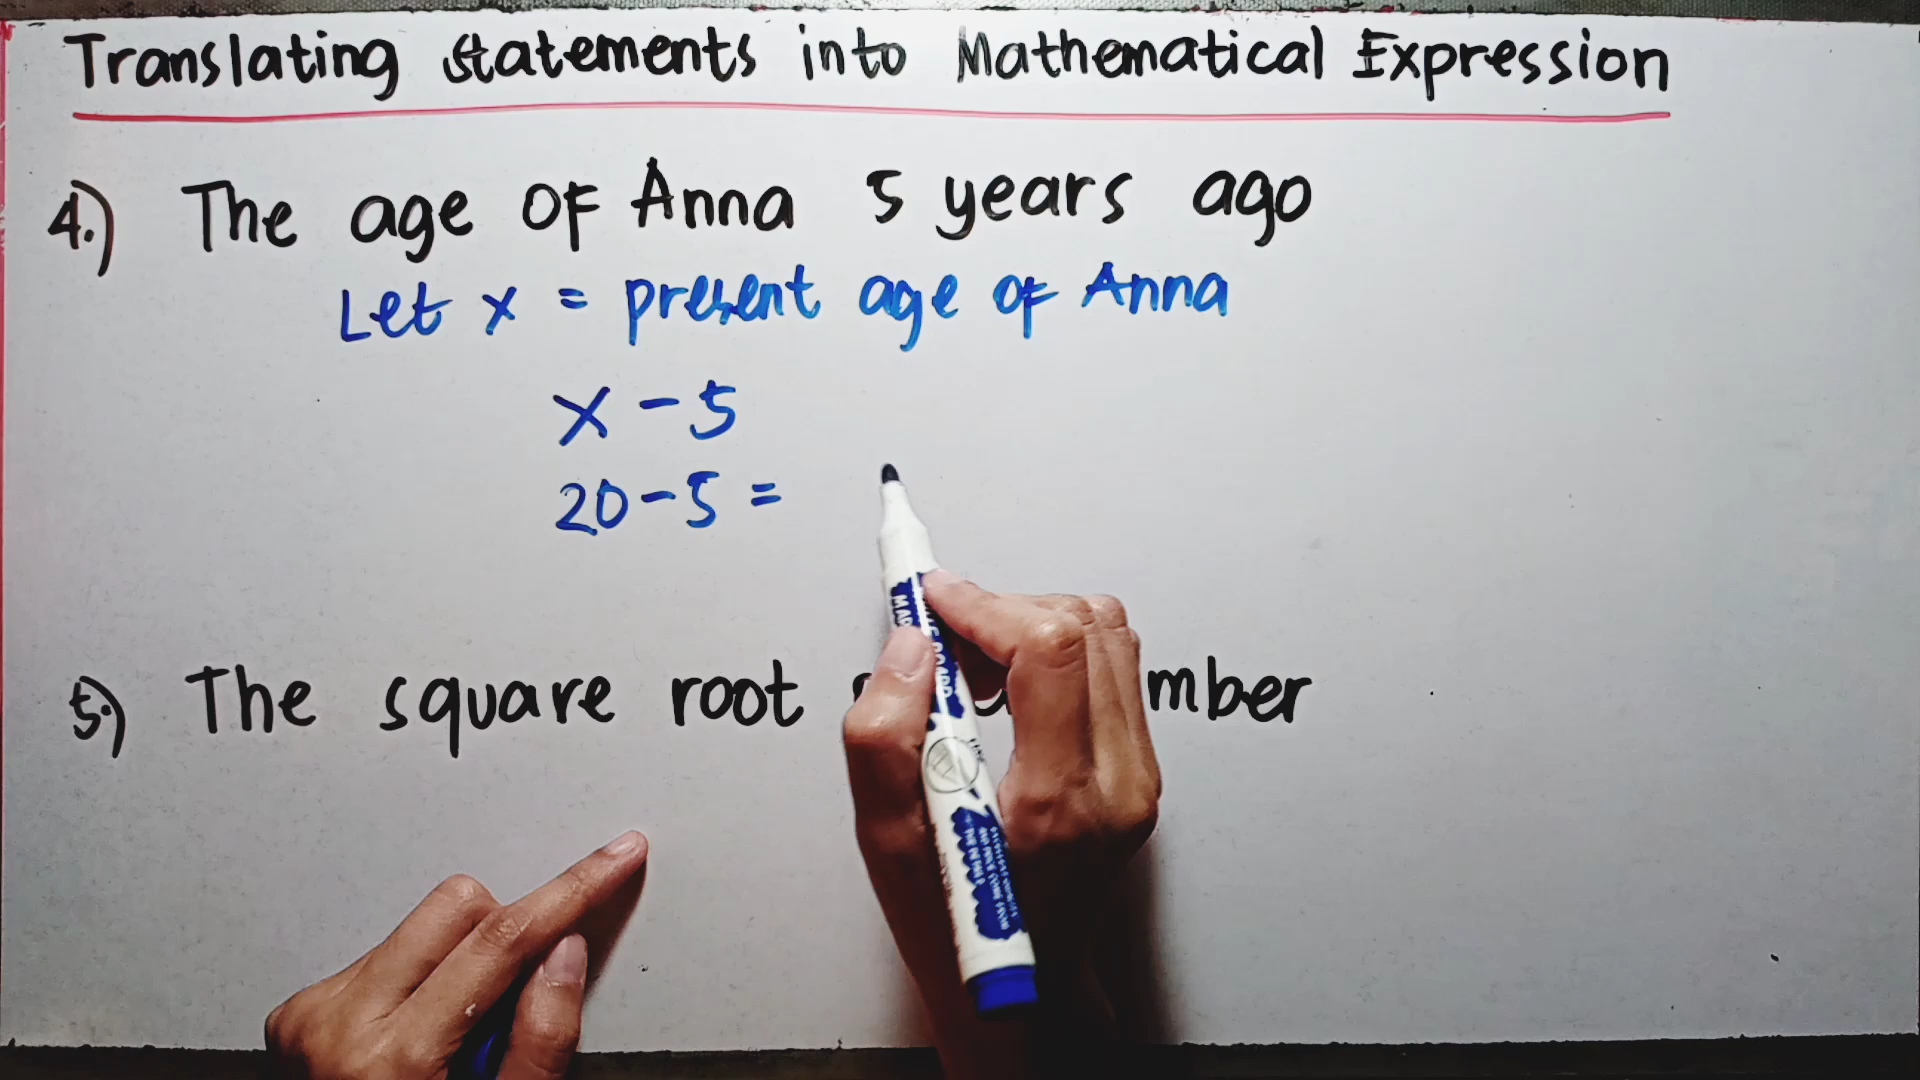 Translating statements into Mathematical Expression
4.) The age of Anna 5 years ago
Let x = present age of Anna
x - 5
20 - 5 =
5.) The square root mber